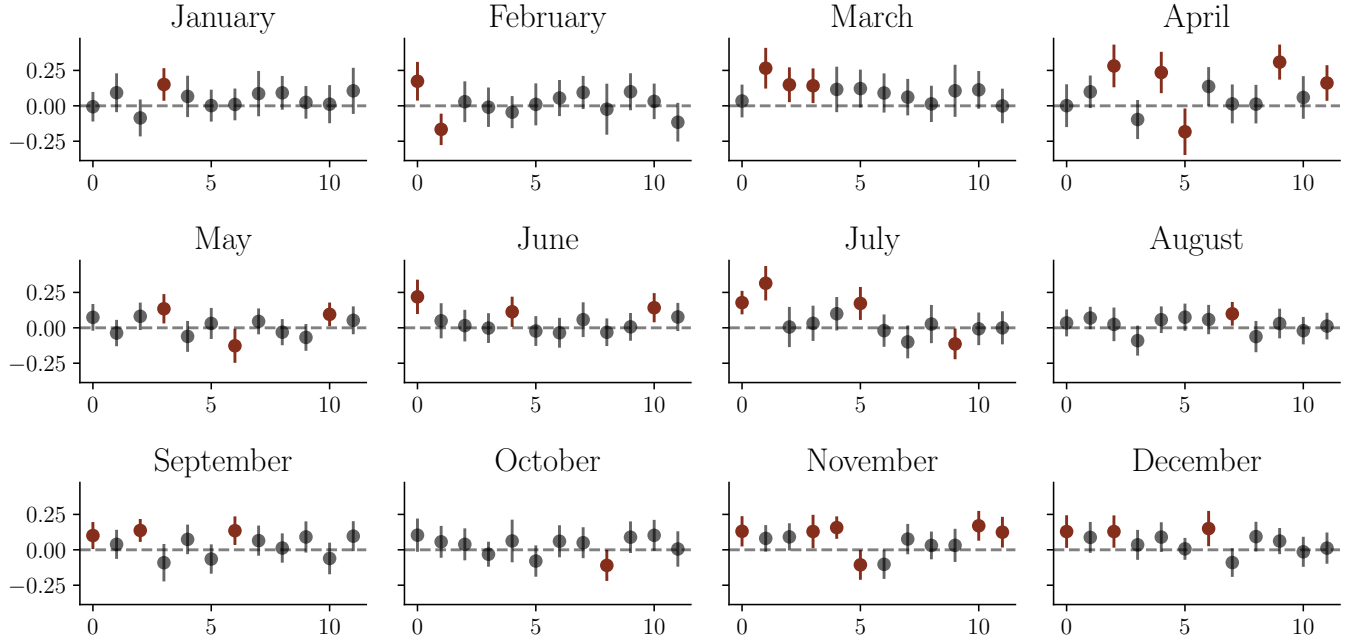 January February March April
0.25
0.00
−0.25
0 5 10 0 5 10 0 5 10 0 5 10
May June July August
0.25
0.00
−0.25
0 5 10 0 5 10 0 5 10 0 5 10
September October November December
0.25
0.00
−0.25
0 5 10 0 5 10 0 5 10 0 5 10